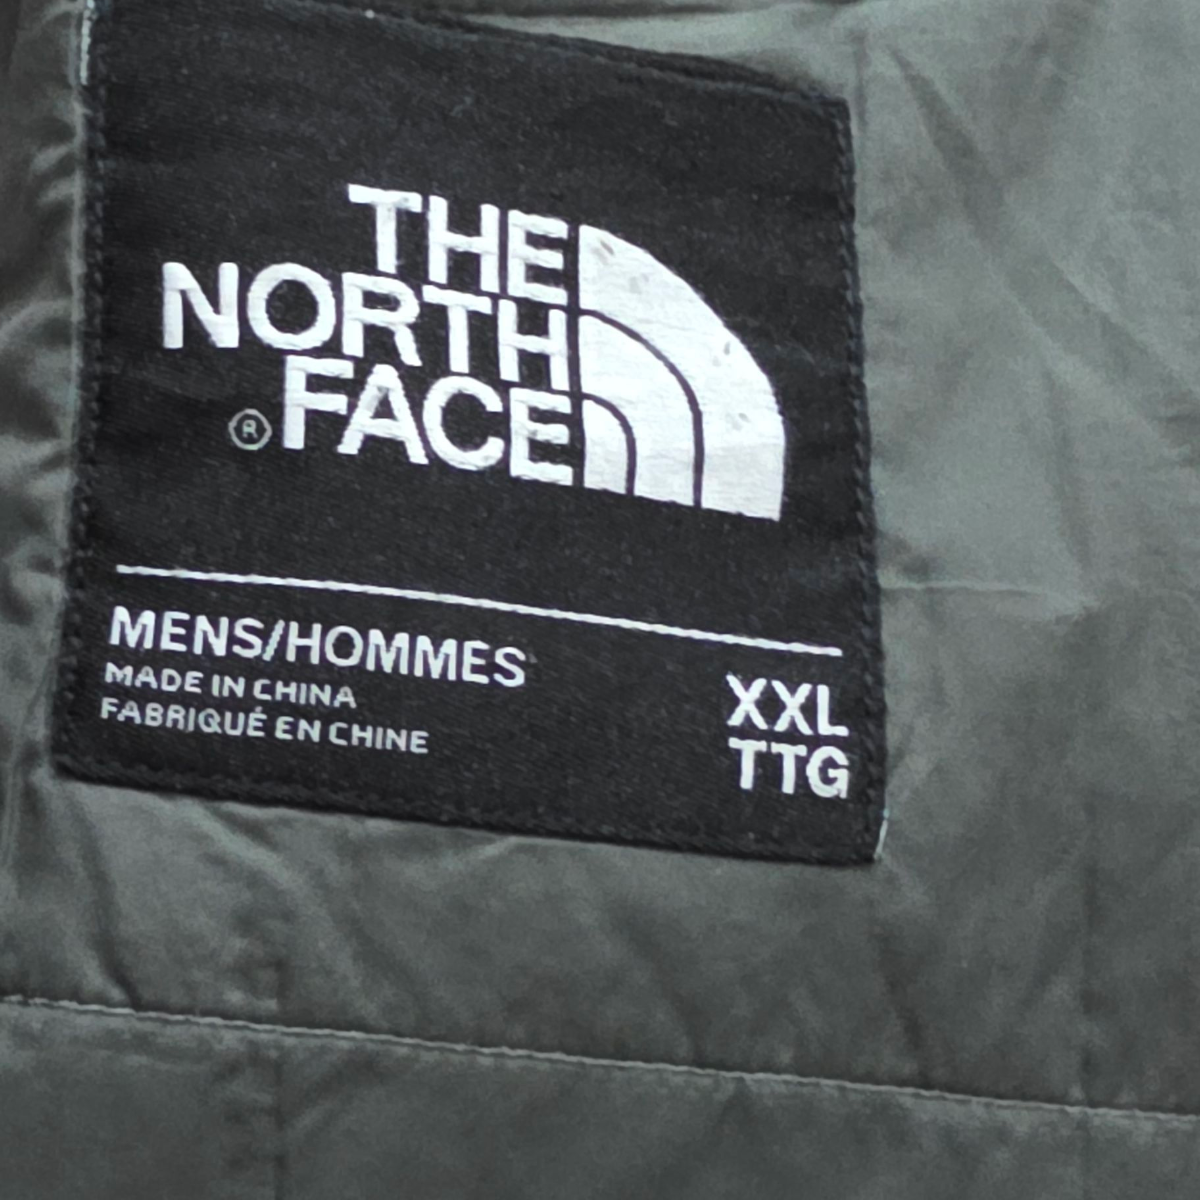 THE
NORTH
® FACE
MENS/HOMMES
MADE IN CHINA
FABRIQUÉ EN CHINE
XXL
TTG